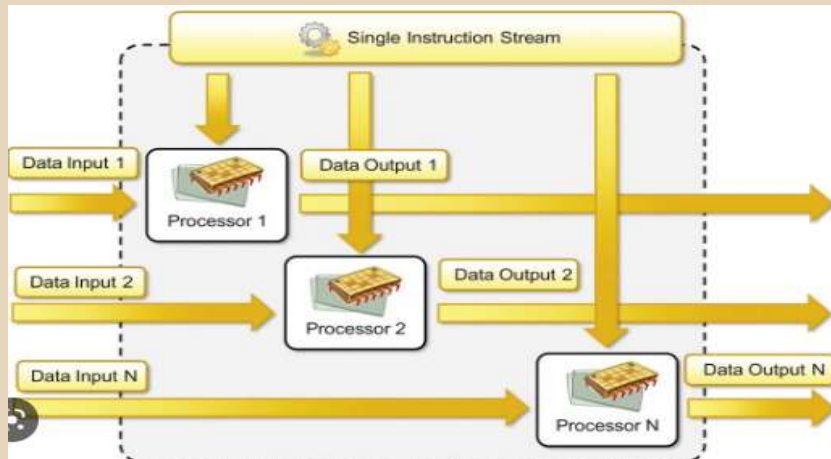 Single Instruction Stream
Data Input 1
Data Output 1
Processor 1
Data Input 2
Data Output 2
Processor 2
Data Input N
Data Output N
Processor N